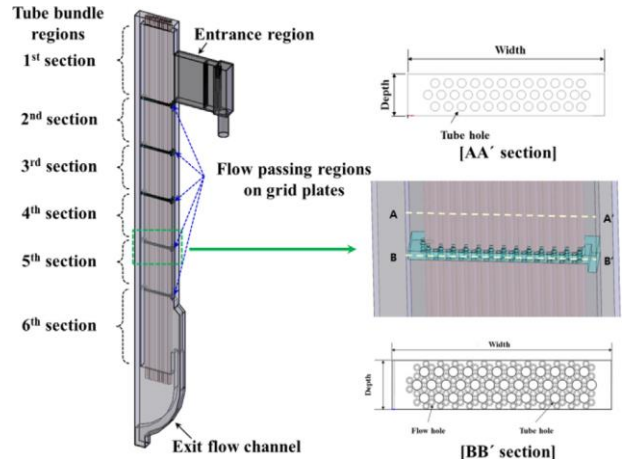 Tube bundle
regions
1st section
2nd section
3rd section
4th section
5th section
6th section
Entrance region
Flow passing regions
on grid plates
Exit flow channel
Width
Depth
Tube hole
[AA´ section]
A
A´
B
B´
Width
Depth
Flow hole
Tube hole
[BB´ section]